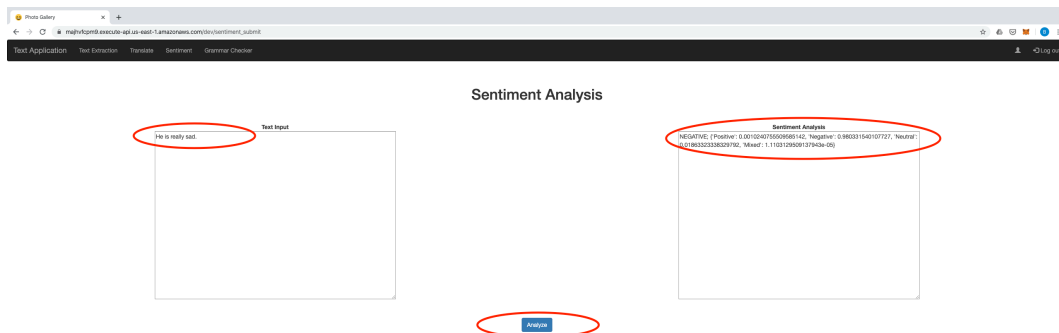 Photo Gallery
majhvfcpm9.execute-api.us-east-1.amazonaws.com/dev/sentiment_submit
Text Application Text Extraction Translate Sentiment Grammar Checker Log out
Sentiment Analysis
Text Input
He is really sad.
Sentiment Analysis
NEGATIVE; {'Positive': 0.0010240755509585142, 'Negative': 0.980331540107727, 'Neutral':
0.01863323338329792, 'Mixed': 1.1103129509137943e-05}
Analyze